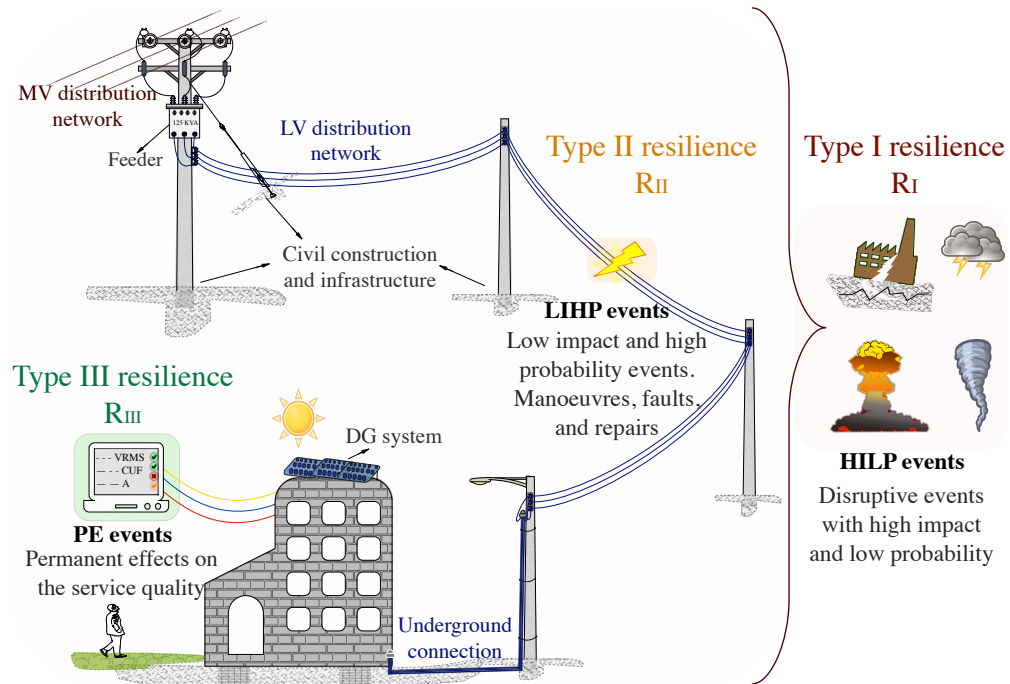 MV distribution
network
125 KVA
Feeder
LV distribution
network
Civil construction
and infrastructure
Type II resilience
RII
LIHP events
Low impact and high
probability events.
Manoeuvres, faults,
and repairs
Type I resilience
RI
HILP events
Disruptive events
with high impact
and low probability
Type III resilience
RIII
VRMS
CUF
A
PE events
Permanent effects on
the service quality
DG system
Underground
connection